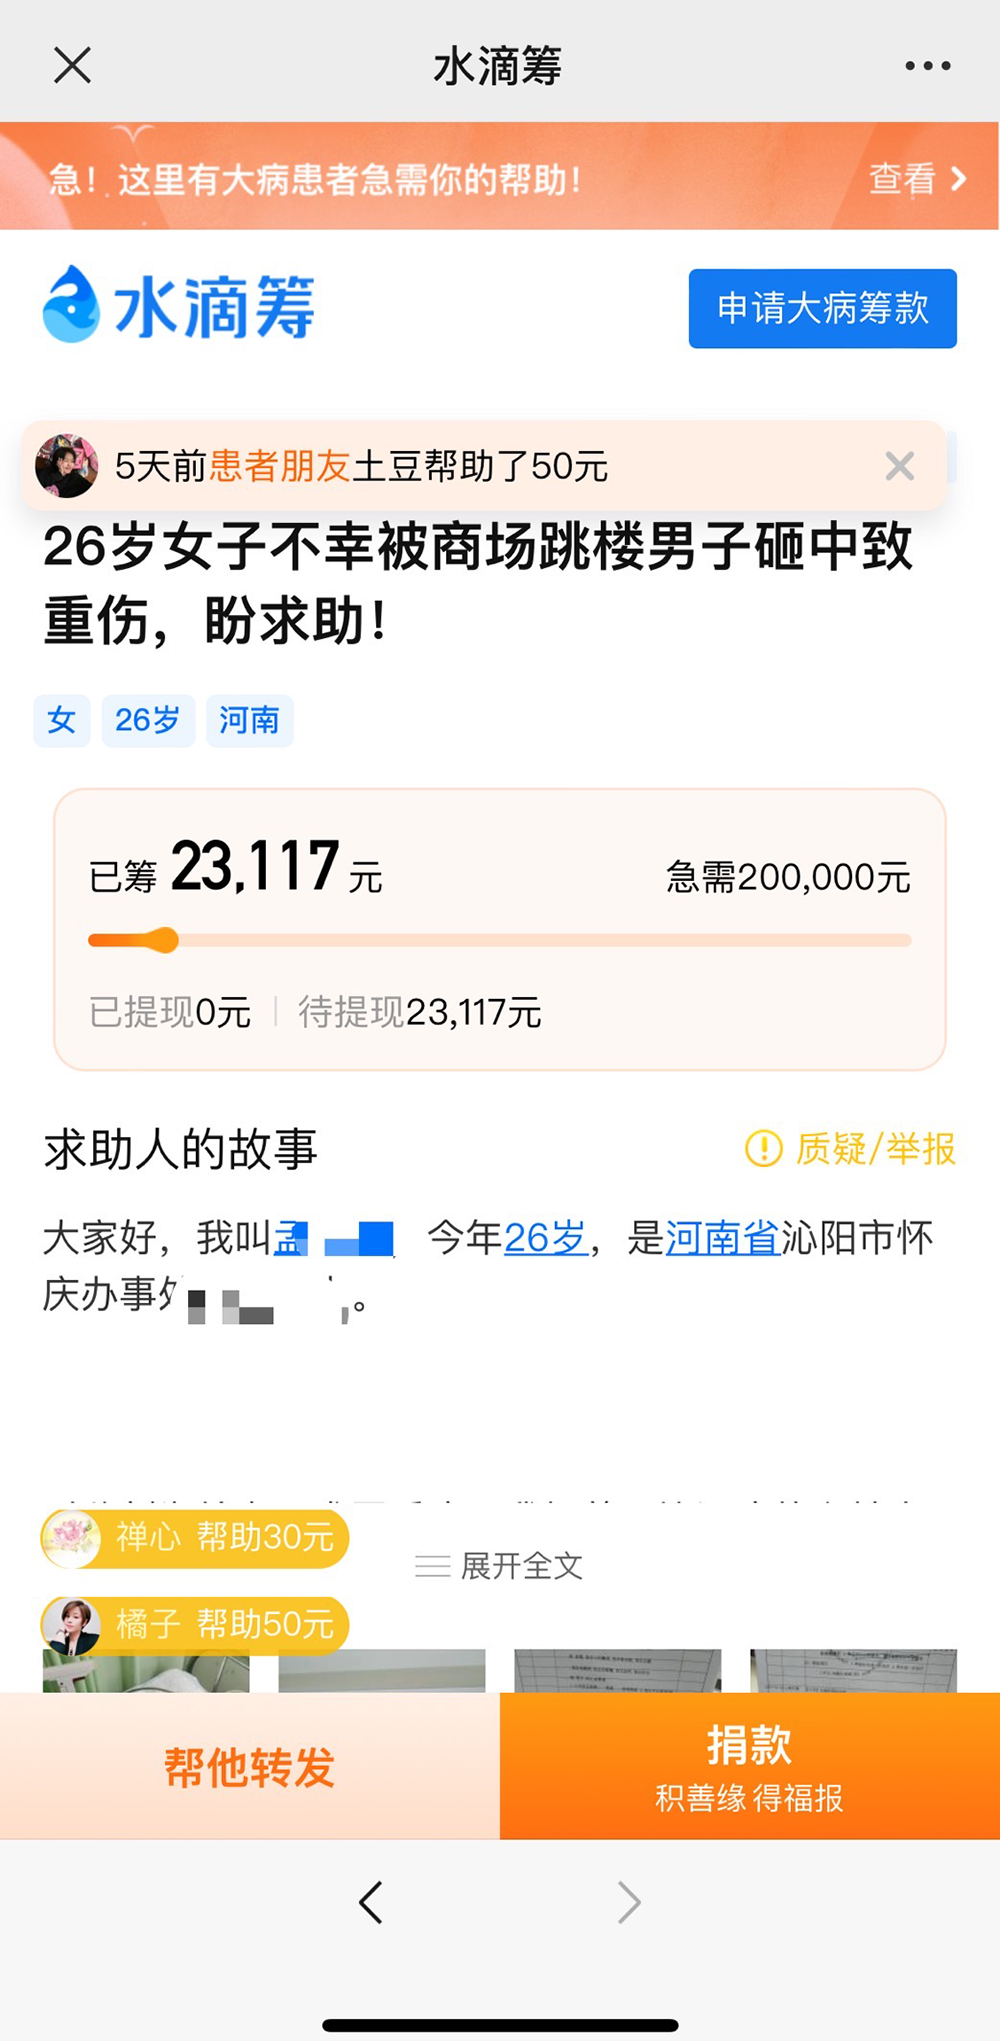 水滴筹
急！这里有大病患者急需你的帮助！
查看
水滴筹
申请大病筹款
5天前患者朋友土豆帮助了50元
26岁女子不幸被商场跳楼男子砸中致
重伤，盼求助！
女 26岁 河南
已筹 23,117 元
急需200,000元
已提现0元 | 待提现23,117元
求助人的故事
质疑/举报
大家好，我叫孟 今年26岁，是河南省沁阳市怀
庆办事处 。
禅心 帮助30元
展开全文
橘子 帮助50元
帮他转发
捐款
积善缘 得福报